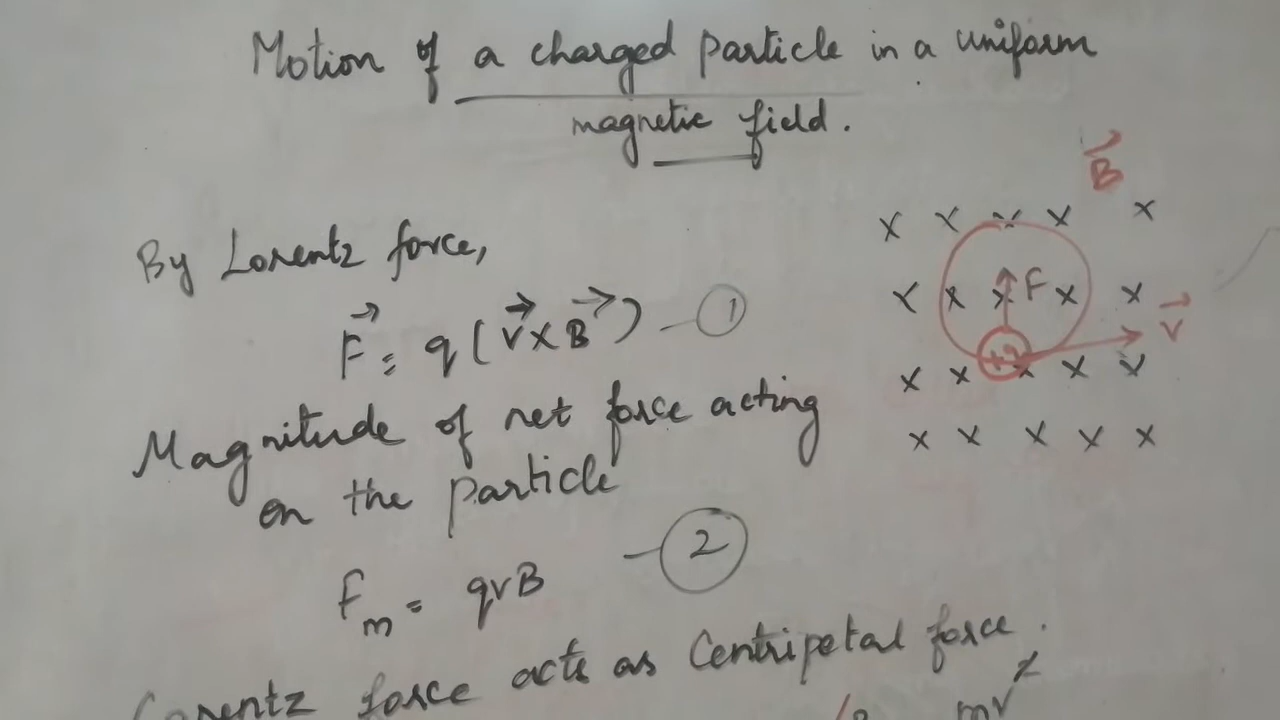 Motion of a charged particle in a uniform
magnetic field.
B
x x x x x
By Lorentz force,
F = q(v×B) — 1
x x x F x x
v
x x x x x x
Magnitude of net force acting
on the particle
x x x x x
Fm = qvB — 2
Lorentz force acts as Centripetal force.
mv²